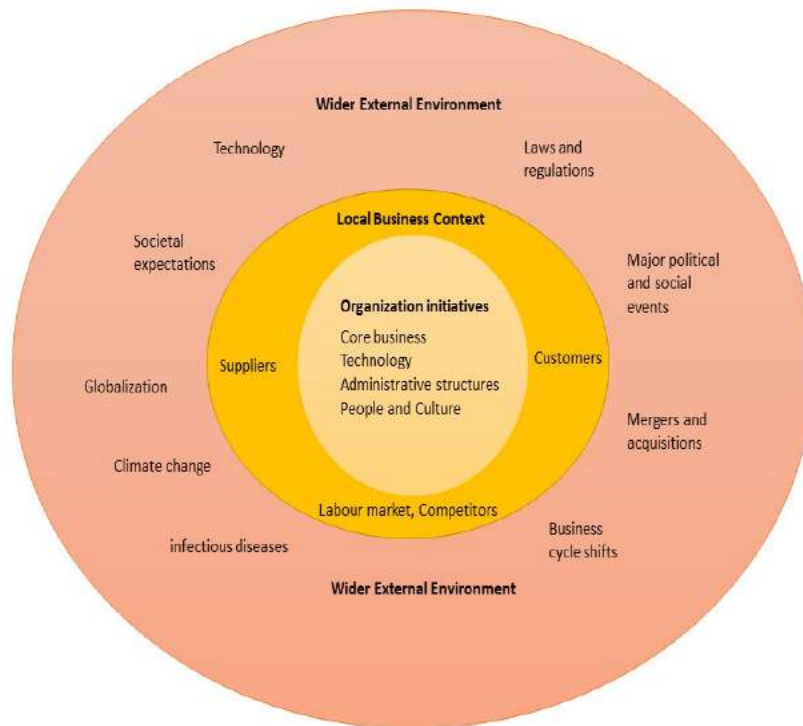 Wider External Environment
Technology
Laws and
regulations
Local Business Context
Societal
expectations
Major political
and social
events
Organization initiatives
Core business
Technology
Administrative structures
People and Culture
Suppliers
Customers
Globalization
Mergers and
acquisitions
Climate change
Labour market, Competitors
infectious diseases
Business
cycle shifts
Wider External Environment